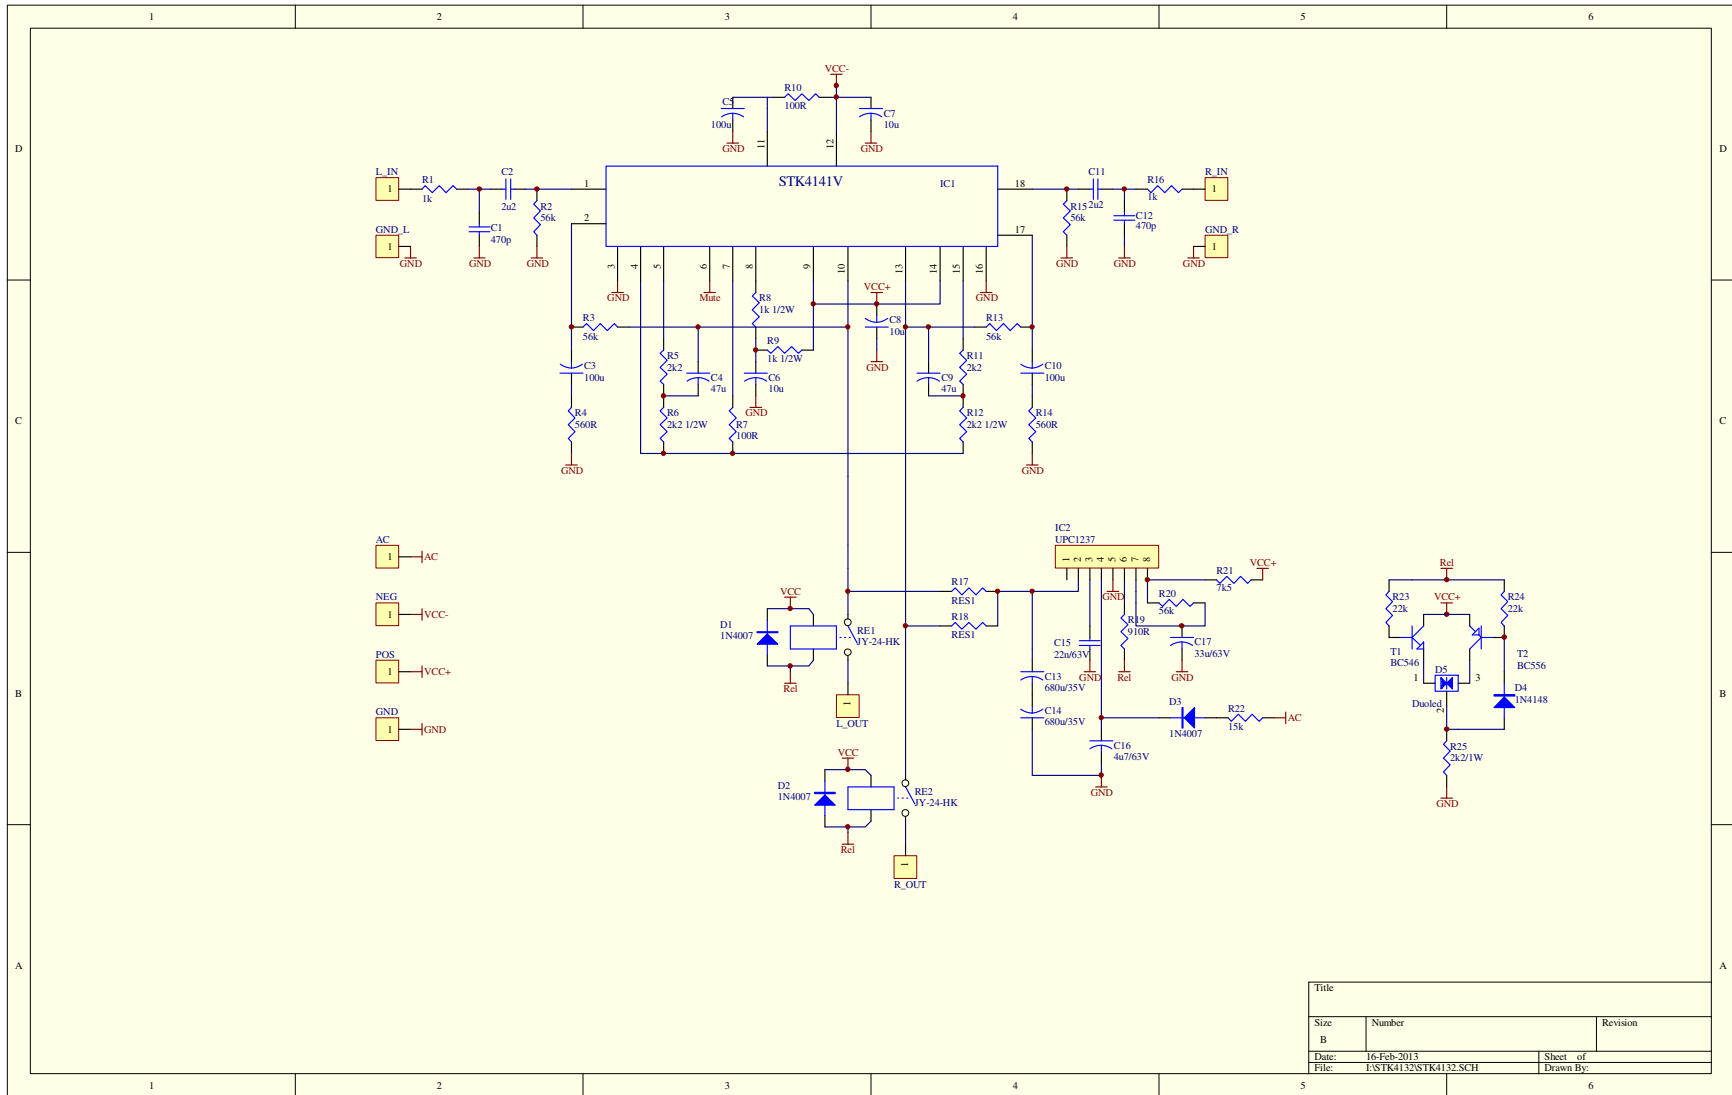 1 2 3 4 5 6
D D
C C
B B
A A
VCC-
R10
100R
C5
100u
C7
10u
GND
GND
11
12
STK4141V
IC1
L_IN
1
R1
1k
C2
2u2
R2
56k
C1
470p
GND_L
1
GND
GND
GND
1
2
18
17
C11
2u2
R16
1k
R_IN
1
R15
56k
C12
470p
GND_R
1
GND
GND
GND
3
4
5
6
7
8
9
10
13
14
15
16
GND
Mute
VCC+
GND
R8
1k 1/2W
C8
10u
GND
R3
56k
R9
1k 1/2W
R13
56k
C3
100u
R5
2k2
C4
47u
C6
10u
GND
C9
47u
R11
2k2
C10
100u
R4
560R
R6
2k2 1/2W
R7
100R
R12
2k2 1/2W
R14
560R
GND
GND
AC
1
AC
NEG
1
VCC-
POS
1
VCC+
GND
1
GND
IC2
UPC1237
1
2
3
4
5
6
7
8
GND
R21
7k5
VCC+
R20
56k
R19
910R
C15
22n/63V
C17
33u/63V
GND
Rel
GND
R17
RES1
R18
RES1
VCC
D1
1N4007
RE1
JY-24-HK
Rel
1
L_OUT
C13
680u/35V
C14
680u/35V
D3
1N4007
R22
15k
AC
C16
4u7/63V
GND
VCC
D2
1N4007
RE2
JY-24-HK
Rel
1
R_OUT
Rel
R23
22k
VCC+
R24
22k
T1
BC546
T2
BC556
D5
1
3
Duoled
2
D4
1N4148
R25
2k2/1W
GND
Title
Size
Number
Revision
B
Date:
16-Feb-2013
Sheet of
File:
I:\STK4132\STK4132.SCH
Drawn By:
1 2 3 4 5 6